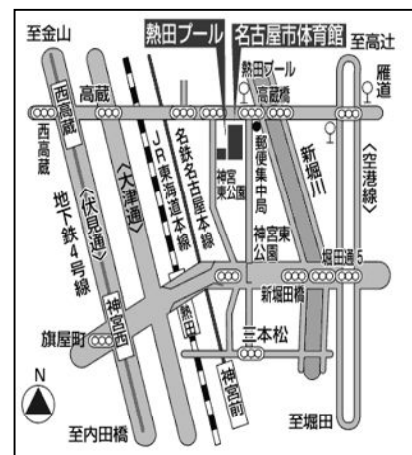 至金山
熱田プール
名古屋市体育館
至高辻
熱田プール
雁道
西高蔵
高蔵
高蔵橋
西高蔵
郵便集中局
神宮東公園
新堀川
〈空港線〉
名鉄名古屋本線
JR東海道本線
〈大津通〉
〈伏見通〉
地下鉄4号線
神宮東公園
堀田通5
新堀田橋
神宮西
旗屋町
熱田
三本松
神宮前
N
至内田橋
至堀田